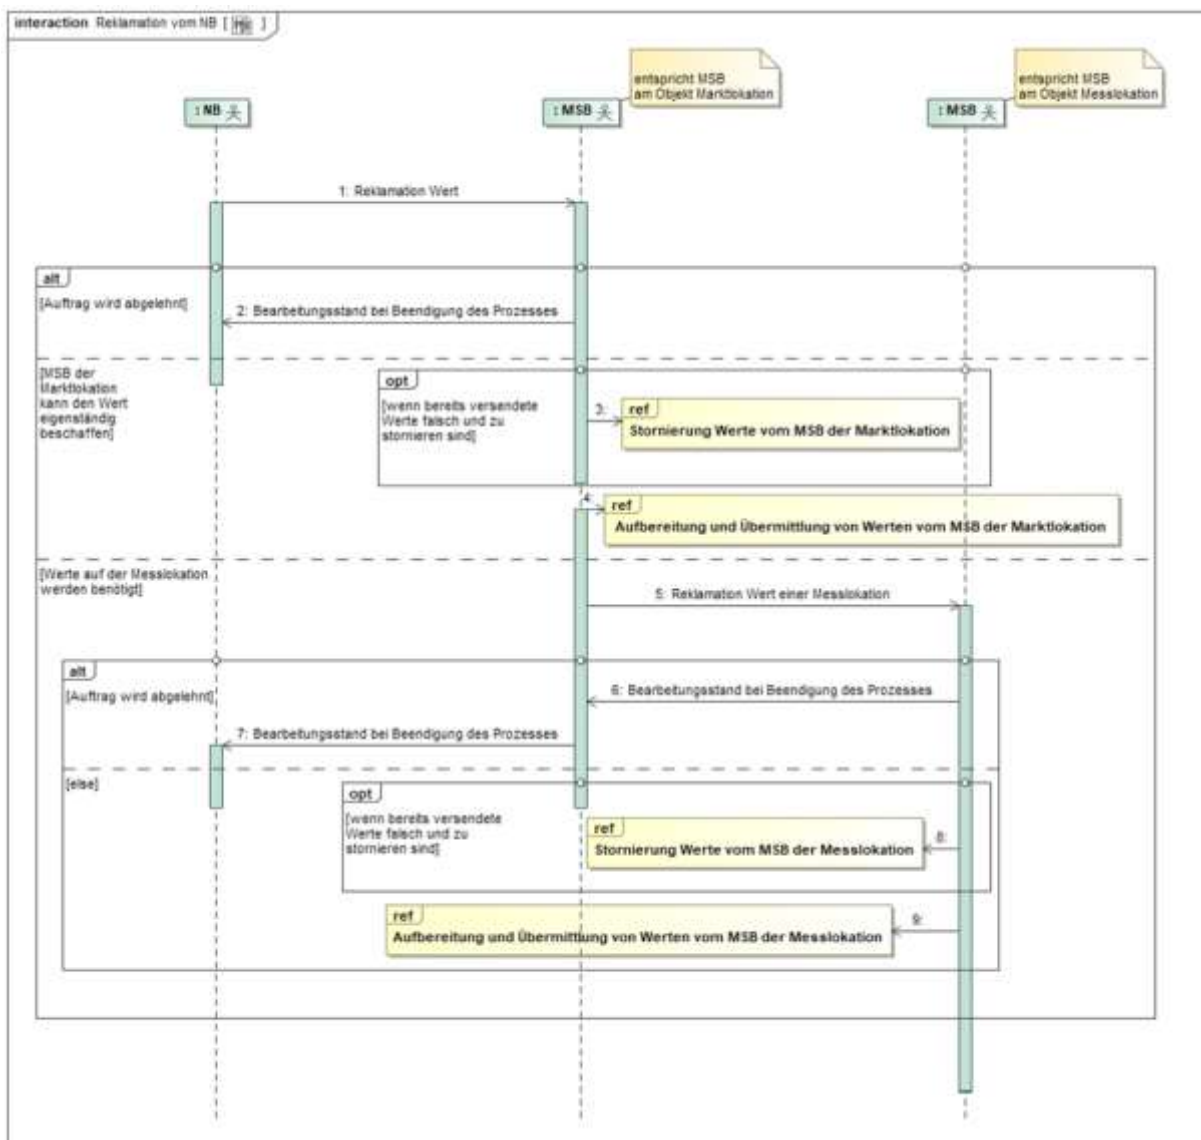 interaction Reklamation vom NB [ ]
entspricht MSB
am Objekt Marktlokation
entspricht MSB
am Objekt Messlokation
: NB
: MSB
: MSB
1: Reklamation Wert
alt
[Auftrag wird abgelehnt]
2: Bearbeitungsstand bei Beendigung des Prozesses
[MSB der
Marktlokation
kann den Wert
eigenständig
beschaffen]
opt
[wenn bereits versendete
Werte falsch und zu
stornieren sind]
3:
ref
Stornierung Werte vom MSB der Marktlokation
4:
ref
Aufbereitung und Übermittlung von Werten vom MSB der Marktlokation
[Werte auf der Messlokation
werden benötigt]
5: Reklamation Wert einer Messlokation
alt
[Auftrag wird abgelehnt]
6: Bearbeitungsstand bei Beendigung des Prozesses
7: Bearbeitungsstand bei Beendigung des Prozesses
[else]
opt
[wenn bereits versendete
Werte falsch und zu
stornieren sind]
ref
Stornierung Werte vom MSB der Messlokation
8:
ref
Aufbereitung und Übermittlung von Werten vom MSB der Messlokation
9: